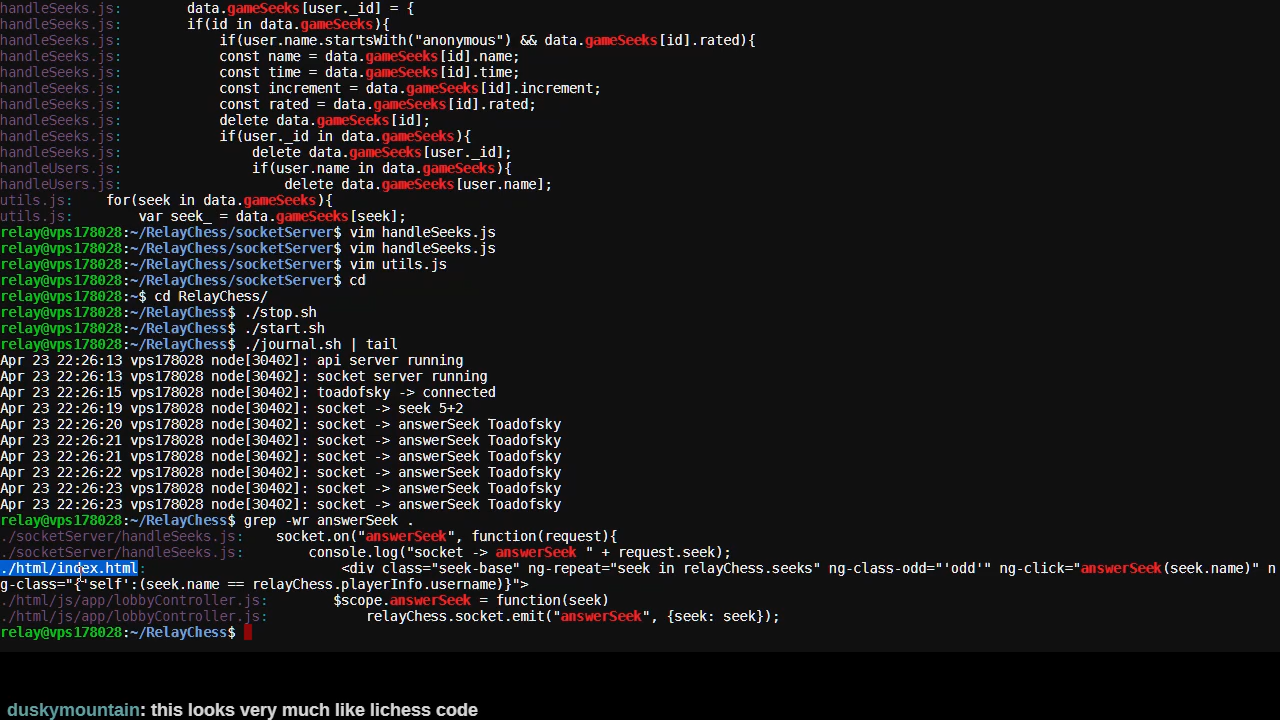 handleSeeks.js:        data.gameSeeks[user._id] = {
handleSeeks.js:        if(id in data.gameSeeks){
handleSeeks.js:            if(user.name.startsWith("anonymous") && data.gameSeeks[id].rated){
handleSeeks.js:            const name = data.gameSeeks[id].name;
handleSeeks.js:            const time = data.gameSeeks[id].time;
handleSeeks.js:            const increment = data.gameSeeks[id].increment;
handleSeeks.js:            const rated = data.gameSeeks[id].rated;
handleSeeks.js:            delete data.gameSeeks[id];
handleSeeks.js:            if(user._id in data.gameSeeks){
handleSeeks.js:                delete data.gameSeeks[user._id];
handleUsers.js:                if(user.name in data.gameSeeks){
handleUsers.js:                    delete data.gameSeeks[user.name];
utils.js:    for(seek in data.gameSeeks){
utils.js:        var seek_ = data.gameSeeks[seek];
relay@vps178028:~/RelayChess/socketServer$ vim handleSeeks.js
relay@vps178028:~/RelayChess/socketServer$ vim handleSeeks.js
relay@vps178028:~/RelayChess/socketServer$ vim utils.js
relay@vps178028:~/RelayChess/socketServer$ cd
relay@vps178028:~$ cd RelayChess/
relay@vps178028:~/RelayChess$ ./stop.sh
relay@vps178028:~/RelayChess$ ./start.sh
relay@vps178028:~/RelayChess$ ./journal.sh | tail
Apr 23 22:26:13 vps178028 node[30402]: api server running
Apr 23 22:26:13 vps178028 node[30402]: socket server running
Apr 23 22:26:15 vps178028 node[30402]: toadofsky -> connected
Apr 23 22:26:19 vps178028 node[30402]: socket -> seek 5+2
Apr 23 22:26:20 vps178028 node[30402]: socket -> answerSeek Toadofsky
Apr 23 22:26:21 vps178028 node[30402]: socket -> answerSeek Toadofsky
Apr 23 22:26:21 vps178028 node[30402]: socket -> answerSeek Toadofsky
Apr 23 22:26:22 vps178028 node[30402]: socket -> answerSeek Toadofsky
Apr 23 22:26:23 vps178028 node[30402]: socket -> answerSeek Toadofsky
Apr 23 22:26:23 vps178028 node[30402]: socket -> answerSeek Toadofsky
relay@vps178028:~/RelayChess$ grep -wr answerSeek .
./socketServer/handleSeeks.js:    socket.on("answerSeek", function(request){
./socketServer/handleSeeks.js:        console.log("socket -> answerSeek " + request.seek);
./html/index.html:                        <div class="seek-base" ng-repeat="seek in relayChess.seeks" ng-class-odd="'odd'" ng-click="answerSeek(seek.name)" n
g-class="{'self':(seek.name == relayChess.playerInfo.username)}">
./html/js/app/lobbyController.js:        $scope.answerSeek = function(seek)
./html/js/app/lobbyController.js:            relayChess.socket.emit("answerSeek", {seek: seek});
relay@vps178028:~/RelayChess$
duskymountain: this looks very much like lichess code